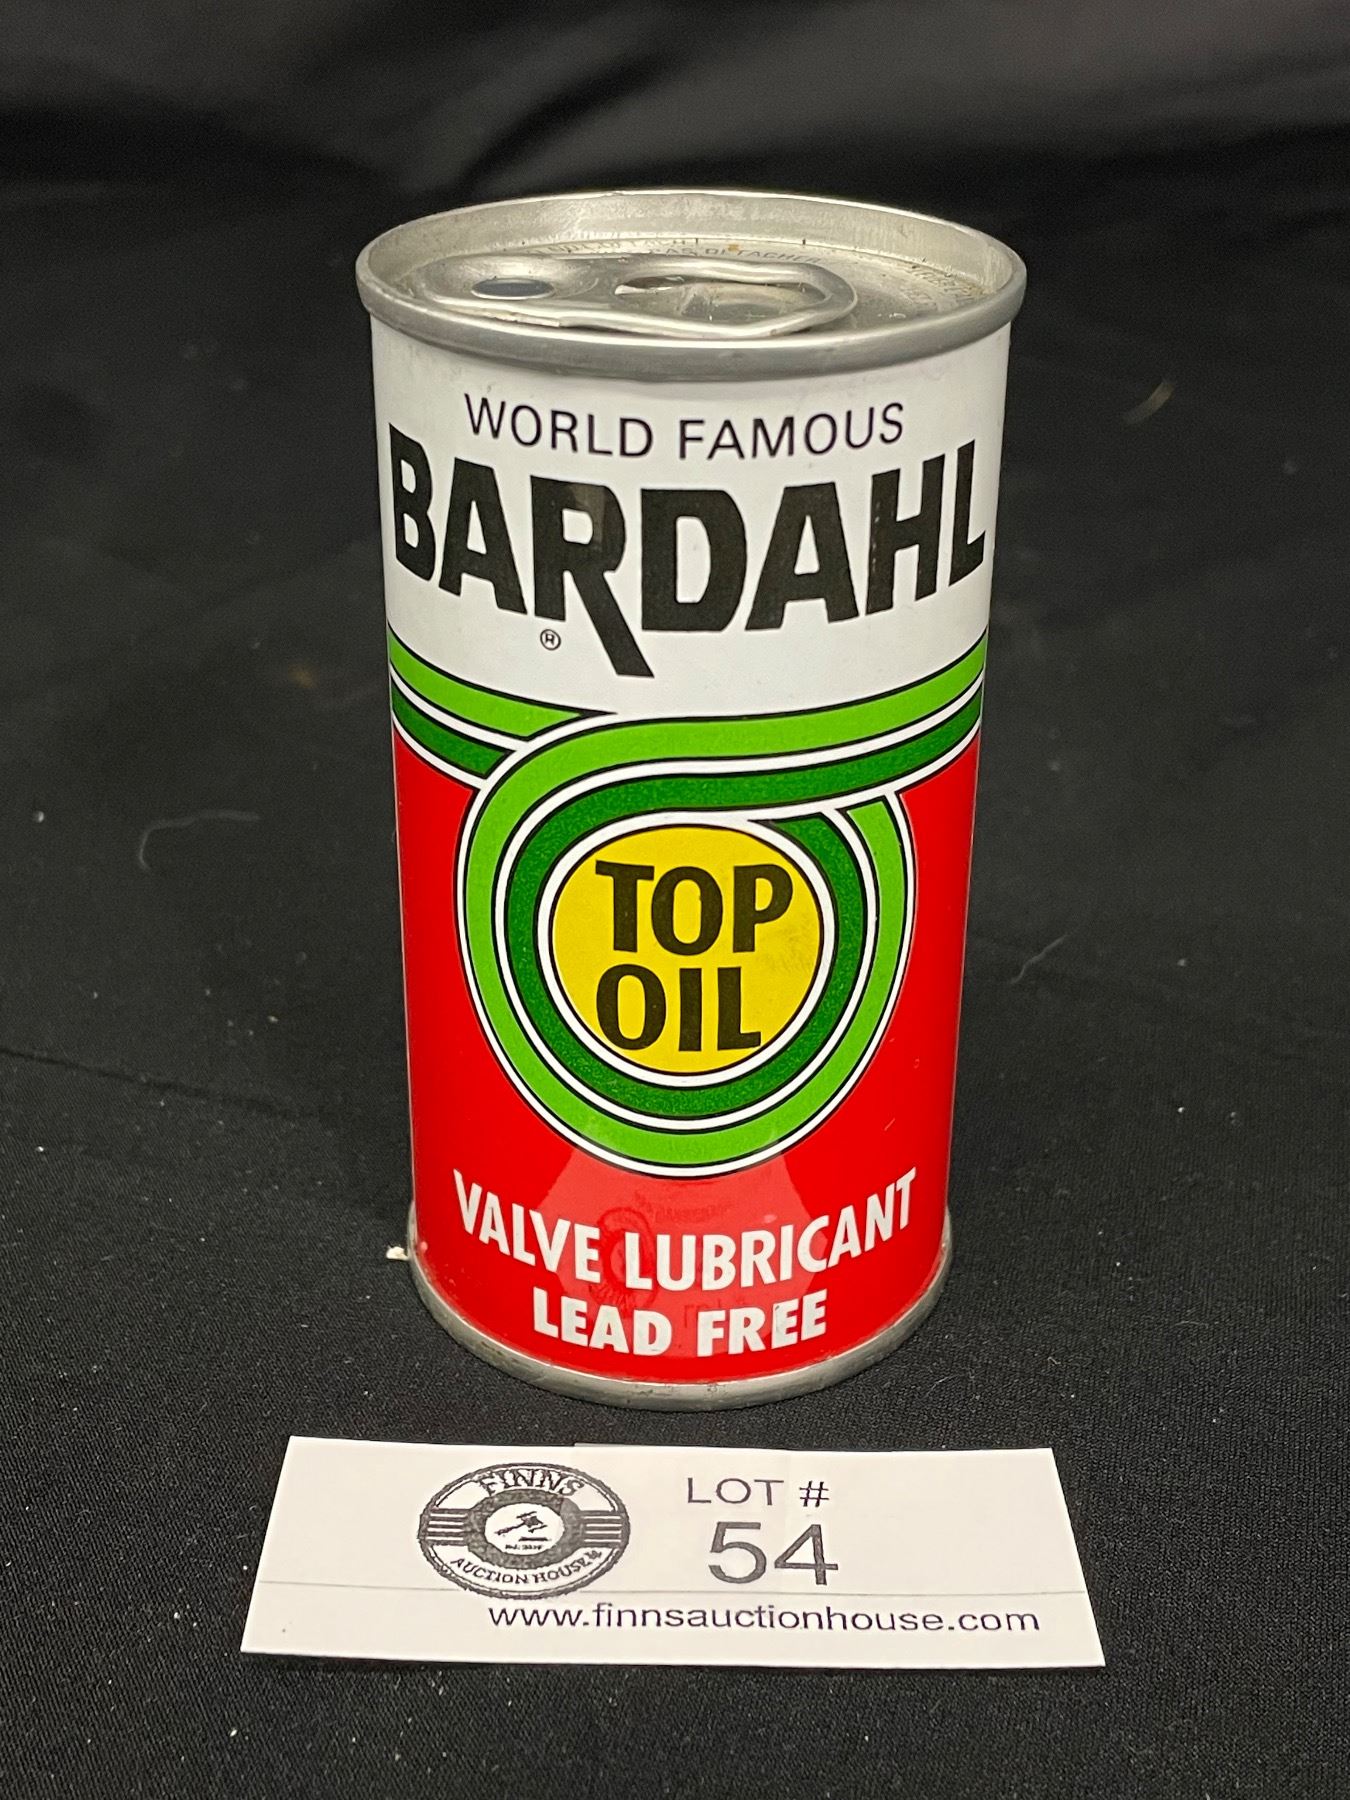 WORLD FAMOUS
BARDAHL
®
TOP
OIL
VALVE LUBRICANT
LEAD FREE
FINNS
AUCTION HOUSE
LOT #
54
www.finnsauctionhouse.com